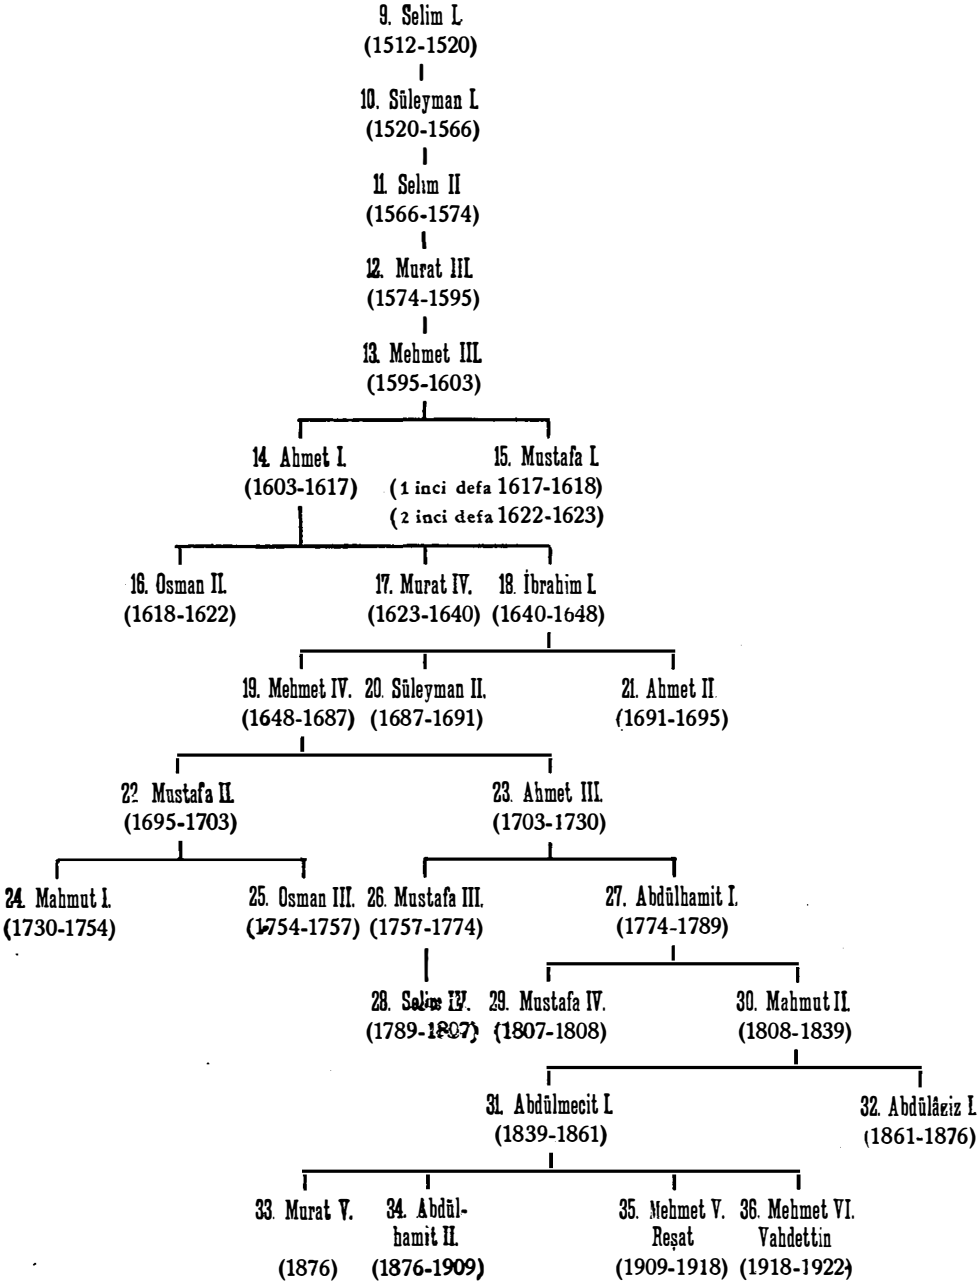 9. Selim I.
(1512-1520)
10. Süleyman I.
(1520-1566)
11. Selim II
(1566-1574)
12. Murat III.
(1574-1595)
13. Mehmet III.
(1595-1603)
14. Ahmet I.
(1603-1617)
15. Mustafa I.
(1 inci defa 1617-1618)
(2 inci defa 1622-1623)
16. Osman II.
(1618-1622)
17. Murat IV.
(1623-1640)
18. İbrahim I.
(1640-1648)
19. Mehmet IV.
(1648-1687)
20. Süleyman II.
(1687-1691)
21. Ahmet II
(1691-1695)
22 Mustafa II.
(1695-1703)
23. Ahmet III.
(1703-1730)
24. Mahmut I.
(1730-1754)
25. Osman III.
(1754-1757)
26. Mustafa III.
(1757-1774)
27. Abdülhamit I.
(1774-1789)
28. Selim IV.
(1789-1807)
29. Mustafa IV.
(1807-1808)
30. Mahmut II.
(1808-1839)
31. Abdülmecit I.
(1839-1861)
32. Abdülâziz I.
(1861-1876)
33. Murat V.
(1876)
34. Abdül-
hamit II.
(1876-1909)
35. Mehmet V.
Reşat
(1909-1918)
36. Mehmet VI.
Vahdettin
(1918-1922)